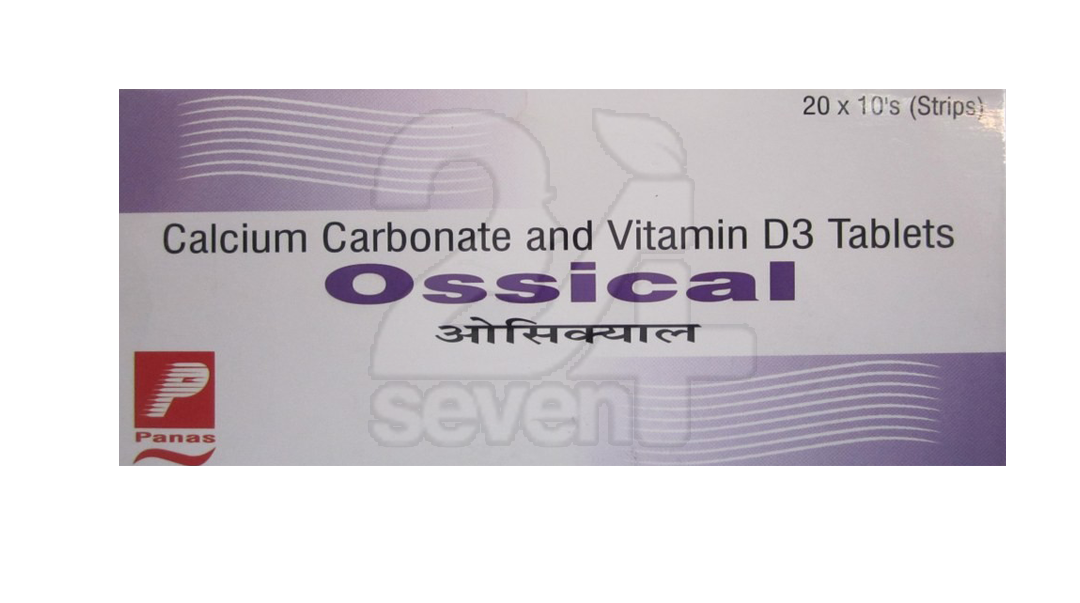 20 x 10's (Strips)
Calcium Carbonate and Vitamin D3 Tablets
Ossical
ओसिक्याल
P
Panas
24
seven